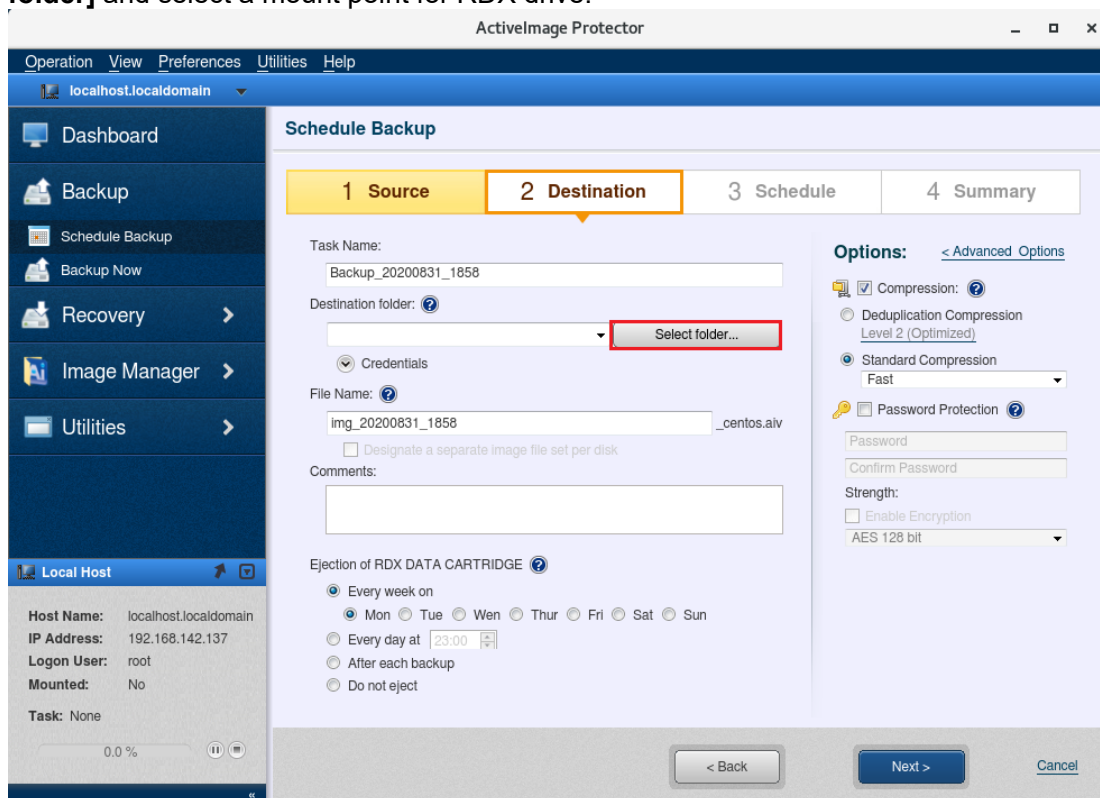 folder] and select a mount point for RDX drive.
ActiveImage Protector
Operation View Preferences Utilities Help
localhost.localdomain
Dashboard
Backup
Schedule Backup
Backup Now
Recovery
Image Manager
Utilities
Local Host
Host Name: localhost.localdomain
IP Address: 192.168.142.137
Logon User: root
Mounted: No
Task: None
0.0 %
Schedule Backup
1 Source
2 Destination
3 Schedule
4 Summary
Task Name:
Backup_20200831_1858
Destination folder:
Select folder...
Credentials
File Name:
img_20200831_1858
_centos.aiv
Designate a separate image file set per disk
Comments:
Ejection of RDX DATA CARTRIDGE
Every week on
Mon Tue Wen Thur Fri Sat Sun
Every day at 23:00
After each backup
Do not eject
Options: < Advanced Options
Compression:
Deduplication Compression
Level 2 (Optimized)
Standard Compression
Fast
Password Protection
Password
Confirm Password
Strength:
Enable Encryption
AES 128 bit
< Back
Next >
Cancel